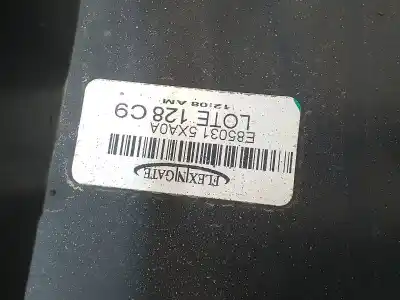 FLEX|N|GATE
E85031 5XA0A
LOTE 128 C9
12:08 AM